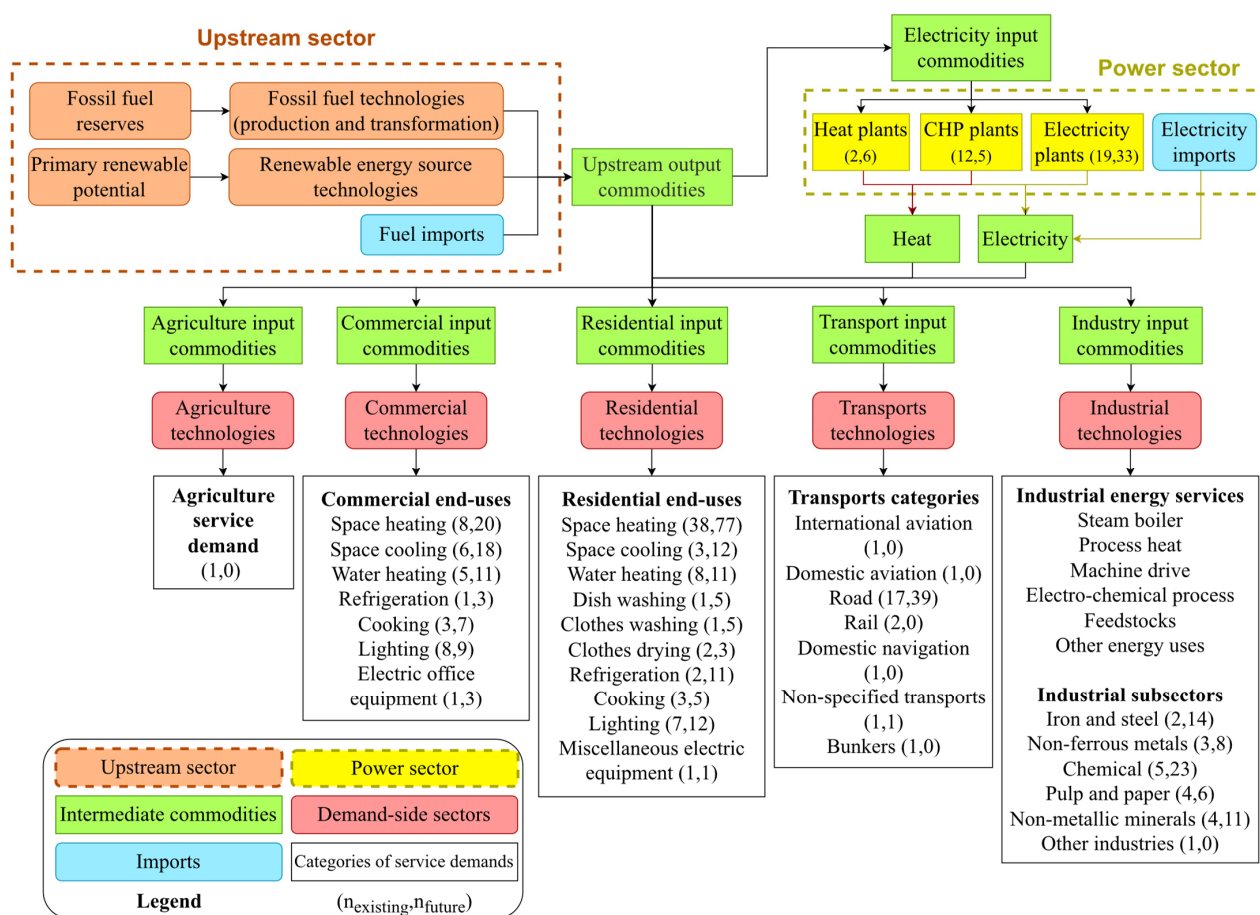 Upstream sector
Fossil fuel
reserves
Fossil fuel technologies
(production and transformation)
Primary renewable
potential
Renewable energy source
technologies
Fuel imports
Upstream output
commodities
Electricity input
commodities
Power sector
Heat plants
(2,6)
CHP plants
(12,5)
Electricity
plants (19,33)
Electricity
imports
Heat
Electricity
Agriculture input
commodities
Commercial input
commodities
Residential input
commodities
Transport input
commodities
Industry input
commodities
Agriculture
technologies
Commercial
technologies
Residential
technologies
Transports
technologies
Industrial
technologies
Agriculture
service
demand
(1,0)
Commercial end-uses
Space heating (8,20)
Space cooling (6,18)
Water heating (5,11)
Refrigeration (1,3)
Cooking (3,7)
Lighting (8,9)
Electric office
equipment (1,3)
Residential end-uses
Space heating (38,77)
Space cooling (3,12)
Water heating (8,11)
Dish washing (1,5)
Clothes washing (1,5)
Clothes drying (2,3)
Refrigeration (2,11)
Cooking (3,5)
Lighting (7,12)
Miscellaneous electric
equipment (1,1)
Transports categories
International aviation
(1,0)
Domestic aviation (1,0)
Road (17,39)
Rail (2,0)
Domestic navigation
(1,0)
Non-specified transports
(1,1)
Bunkers (1,0)
Industrial energy services
Steam boiler
Process heat
Machine drive
Electro-chemical process
Feedstocks
Other energy uses
Industrial subsectors
Iron and steel (2,14)
Non-ferrous metals (3,8)
Chemical (5,23)
Pulp and paper (4,6)
Non-metallic minerals (4,11)
Other industries (1,0)
Upstream sector
Power sector
Intermediate commodities
Demand-side sectors
Imports
Categories of service demands
Legend
(n_existing,n_future)